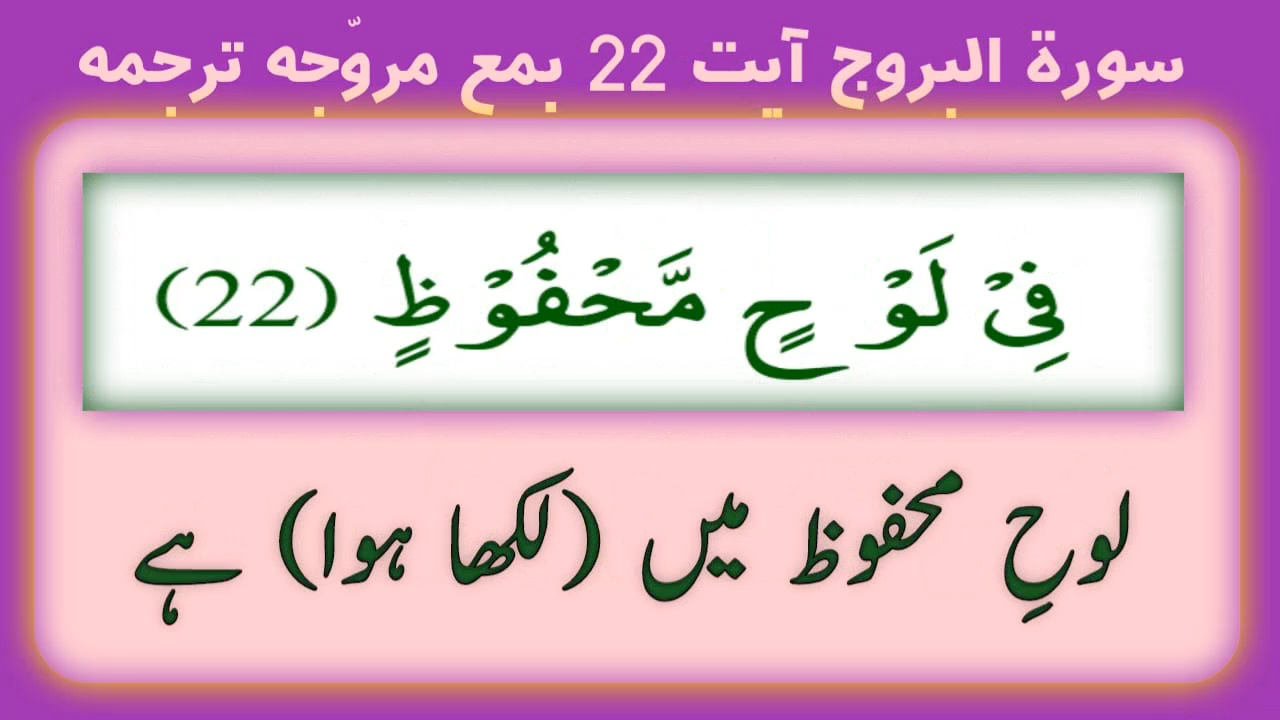 سورة البروج آیت 22 بمع مروّجه ترجمه
فِیْ لَوْحٍ مَّحْفُوْظٍ (22)
لوحِ محفوظ میں (لکھا ہوا) ہے